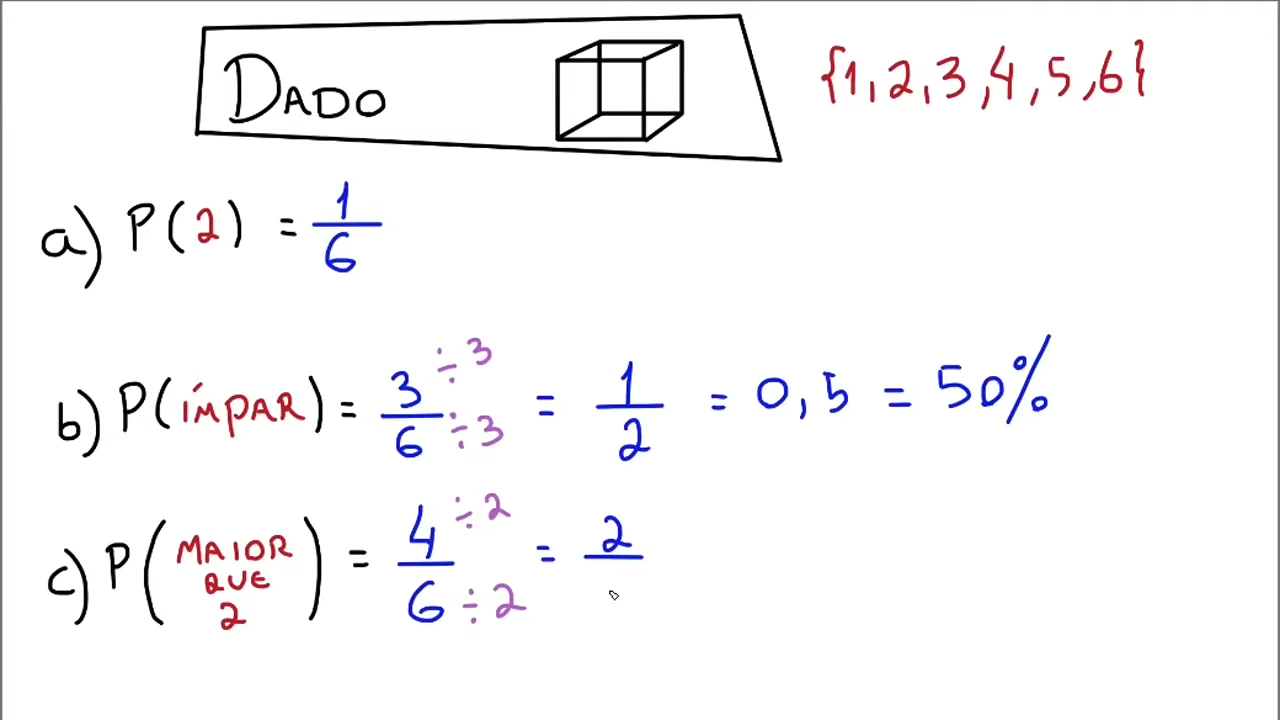 DADO {1,2,3,4,5,6}
a) P(2) = 1/6
b) P(ímpar) = 3/6 ÷3 ÷3 = 1/2 = 0,5 = 50%
c) P(MAIOR QUE 2) = 4/6 ÷2 ÷2 = 2/